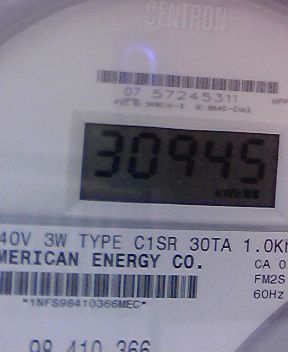 CENTRON®
07 57245311
30945
kWh
40V 3W TYPE C1SR 30TA 1.0Kh
MERICAN ENERGY CO.
CA 0
FM2S
60Hz
*1NFS98410366MEC*
98 410 366